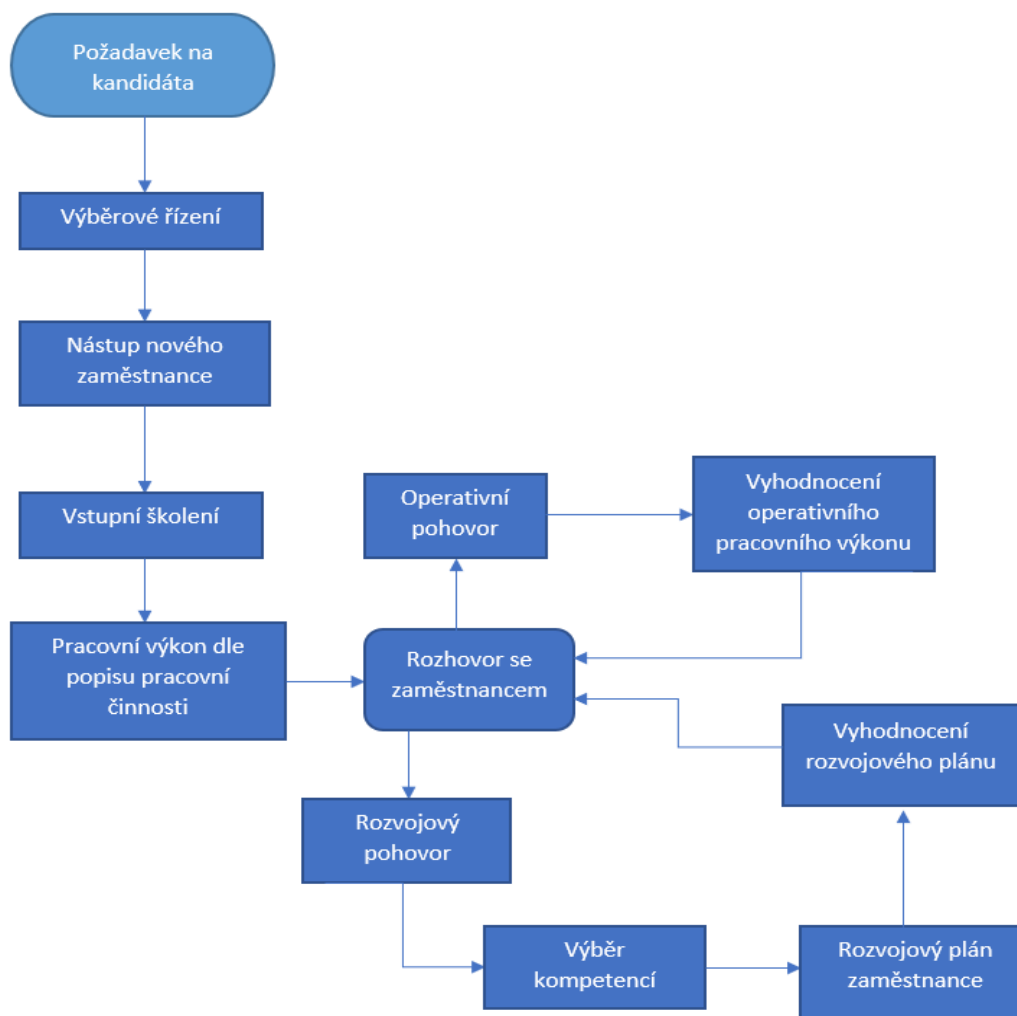 Požadavek na
kandidáta
Výběrové řízení
Nástup nového
zaměstnance
Vstupní školení
Pracovní výkon dle
popisu pracovní
činnosti
Operativní
pohovor
Vyhodnocení
operativního
pracovního výkonu
Rozhovor se
zaměstnancem
Vyhodnocení
rozvojového plánu
Rozvojový
pohovor
Výběr
kompetencí
Rozvojový plán
zaměstnance